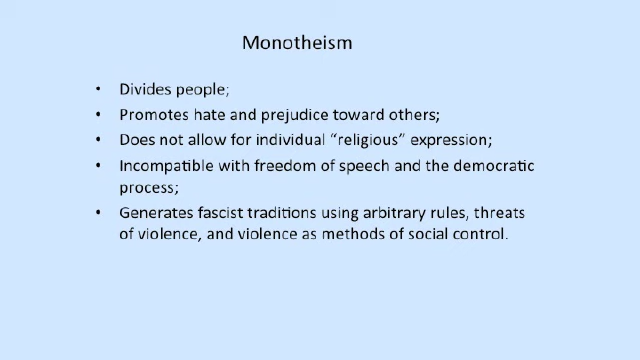 Monotheism
• Divides people;
• Promotes hate and prejudice toward others;
• Does not allow for individual “religious” expression;
• Incompatible with freedom of speech and the democratic
process;
• Generates fascist traditions using arbitrary rules, threats
of violence, and violence as methods of social control.